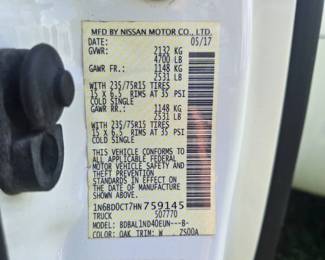 MFD BY NISSAN MOTOR CO., LTD.
DATE: 05/17
GVWR: 2132 KG
4700 LB
GAWR FR.: 1148 KG
2531 LB
WITH 235/75R15 TIRES
15 X 6.5 RIMS AT 35 PSI
COLD SINGLE
GAWR RR.: 1148 KG
2531 LB
WITH 235/75R15 TIRES
15 X 6.5 RIMS AT 35 PSI
COLD SINGLE
THIS VEHICLE CONFORMS TO
ALL APPLICABLE FEDERAL
MOTOR VEHICLE SAFETY
AND THEFT PREVENTION
STANDARDS IN EFFECT ON
THE DATE OF MANUFACTURE
SHOWN ABOVE.
1N6BD0CT7HN759145
TRUCK 507770
MODEL: BDBALJND40EUN---B-
COLOR: QAK TRIM: W Z500A